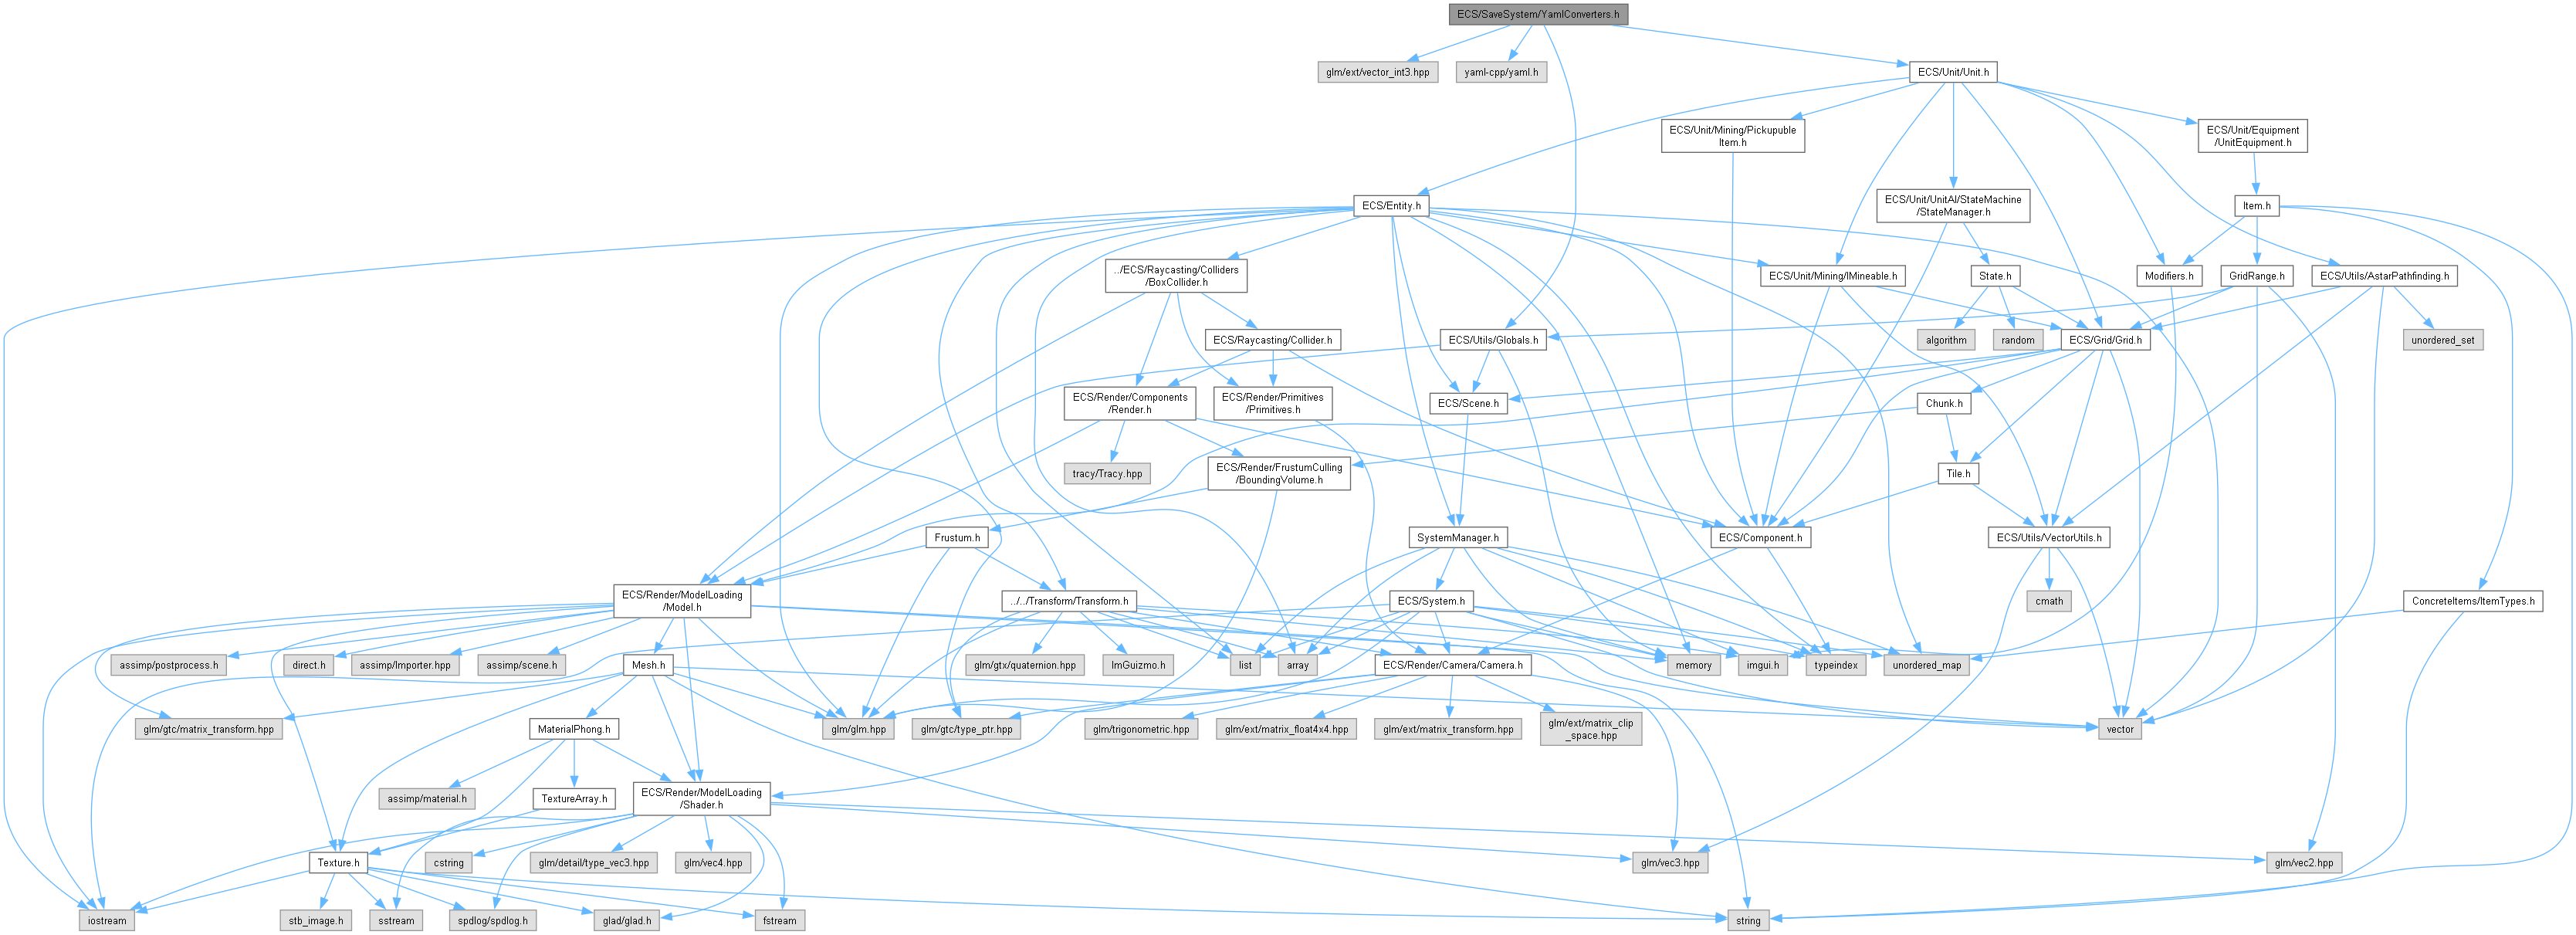 ECS/SaveSystem/YamlConverters.h
glm/ext/vector_int3.hpp
yaml-cpp/yaml.h
ECS/Unit/Unit.h
ECS/Unit/Mining/Pickupuble
Item.h
ECS/Unit/Equipment
/UnitEquipment.h
ECS/Entity.h
ECS/Unit/UnitAI/StateMachine
/StateManager.h
Item.h
../ECS/Raycasting/Colliders
/BoxCollider.h
ECS/Unit/Mining/IMineable.h
State.h
Modifiers.h
GridRange.h
ECS/Utils/AstarPathfinding.h
ECS/Raycasting/Collider.h
ECS/Utils/Globals.h
algorithm
random
ECS/Grid/Grid.h
unordered_set
ECS/Render/Components
/Render.h
ECS/Render/Primitives
/Primitives.h
ECS/Scene.h
Chunk.h
tracy/Tracy.hpp
ECS/Render/FrustumCulling
/BoundingVolume.h
Tile.h
Frustum.h
SystemManager.h
ECS/Component.h
ECS/Utils/VectorUtils.h
ECS/Render/ModelLoading
/Model.h
../../Transform/Transform.h
ECS/System.h
cmath
ConcreteItems/ItemTypes.h
assimp/postprocess.h
direct.h
assimp/Importer.hpp
assimp/scene.h
Mesh.h
glm/gtx/quaternion.hpp
ImGuizmo.h
list
array
ECS/Render/Camera/Camera.h
memory
imgui.h
typeindex
unordered_map
glm/gtc/matrix_transform.hpp
MaterialPhong.h
glm/glm.hpp
glm/gtc/type_ptr.hpp
glm/trigonometric.hpp
glm/ext/matrix_float4x4.hpp
glm/ext/matrix_transform.hpp
glm/ext/matrix_clip
_space.hpp
vector
assimp/material.h
TextureArray.h
ECS/Render/ModelLoading
/Shader.h
Texture.h
cstring
glm/detail/type_vec3.hpp
glm/vec4.hpp
glm/vec3.hpp
glm/vec2.hpp
iostream
stb_image.h
sstream
spdlog/spdlog.h
glad/glad.h
fstream
string